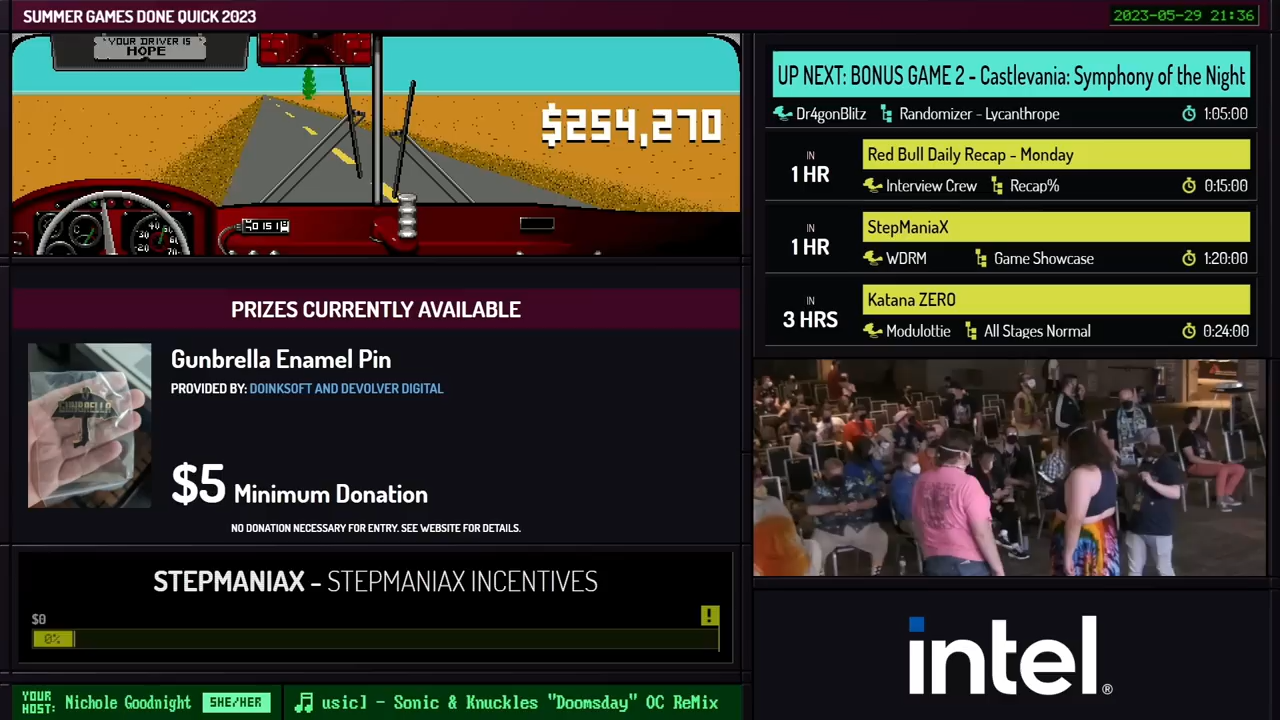 SUMMER GAMES DONE QUICK 2023
2023-05-29 21:36
YOUR DRIVER IS
HOPE
$254,270
UP NEXT: BONUS GAME 2 - Castlevania: Symphony of the Night
Dr4gonBlitz Randomizer - Lycanthrope 1:05:00
IN
1 HR
Red Bull Daily Recap - Monday
Interview Crew Recap% 0:15:00
IN
1 HR
StepManiaX
WDRM Game Showcase 1:20:00
IN
3 HRS
Katana ZERO
Modulottie All Stages Normal 0:24:00
PRIZES CURRENTLY AVAILABLE
Gunbrella Enamel Pin
PROVIDED BY: DOINKSOFT AND DEVOLVER DIGITAL
GUNBRELLA
$5 Minimum Donation
NO DONATION NECESSARY FOR ENTRY. SEE WEBSITE FOR DETAILS.
STEPMANIAX - STEPMANIAX INCENTIVES
$0
!
0%
intel®
YOUR HOST: Nichole Goodnight SHE/HER
usic] - Sonic & Knuckles "Doomsday" OC ReMix